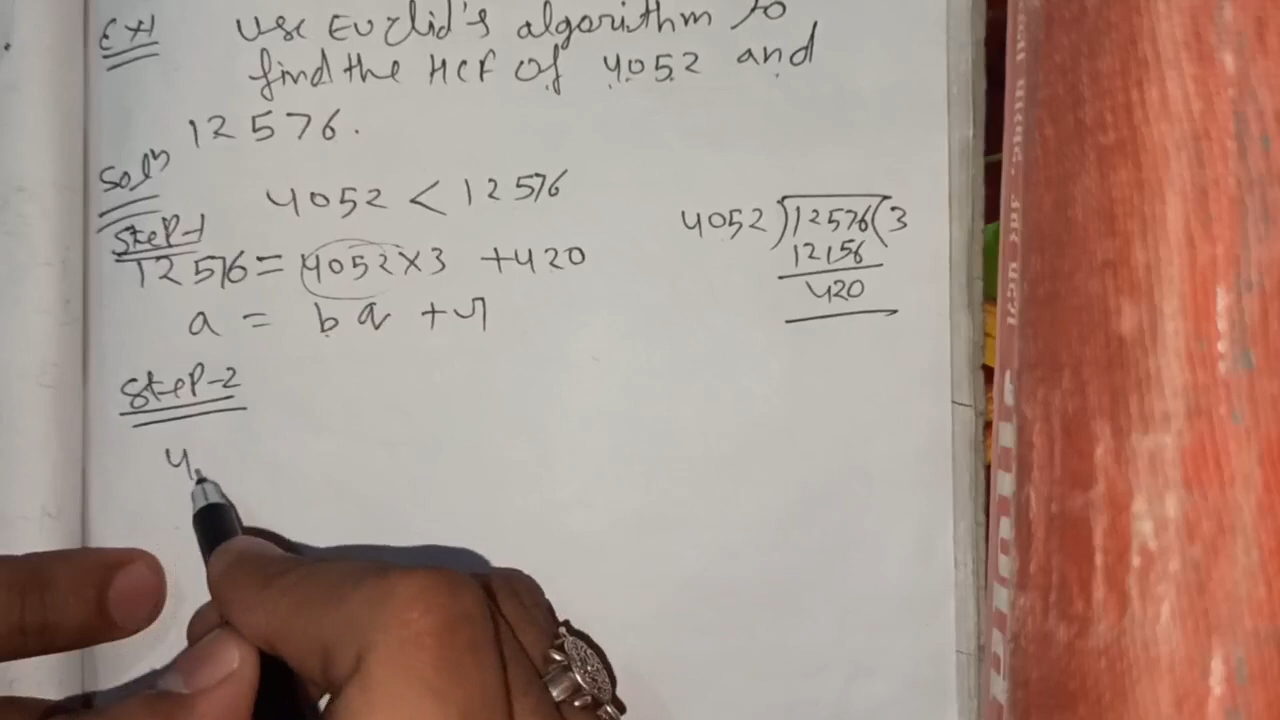 Ex1 Use Euclid's algorithm to
find the HCF of 4052 and
12576.
Solⁿ
4052 < 12576
Step-1
12576 = 4052 × 3 + 420
a = bq + r
4052 ) 12576 ( 3
12156
420
Step-2
4